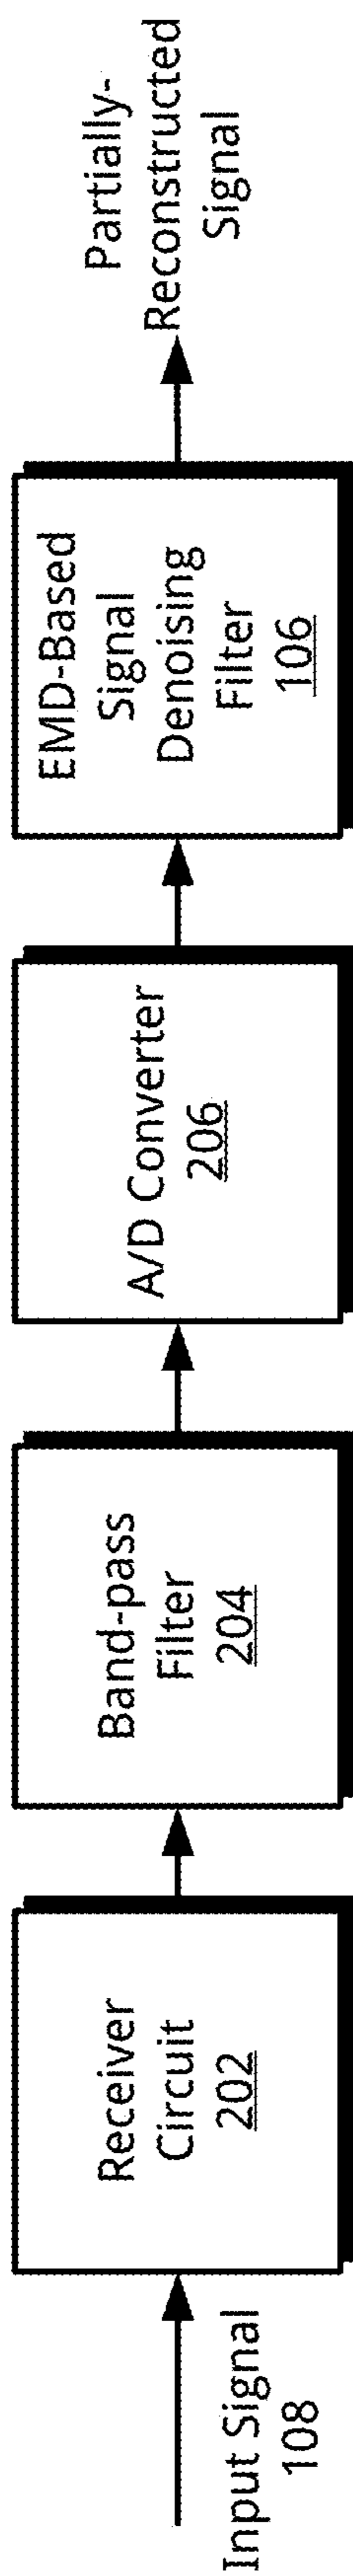 Input Signal
108
Receiver
Circuit
202
Band-pass
Filter
204
A/D Converter
206
EMD-Based
Signal
Denoising
Filter
106
Partially-
Reconstructed
Signal